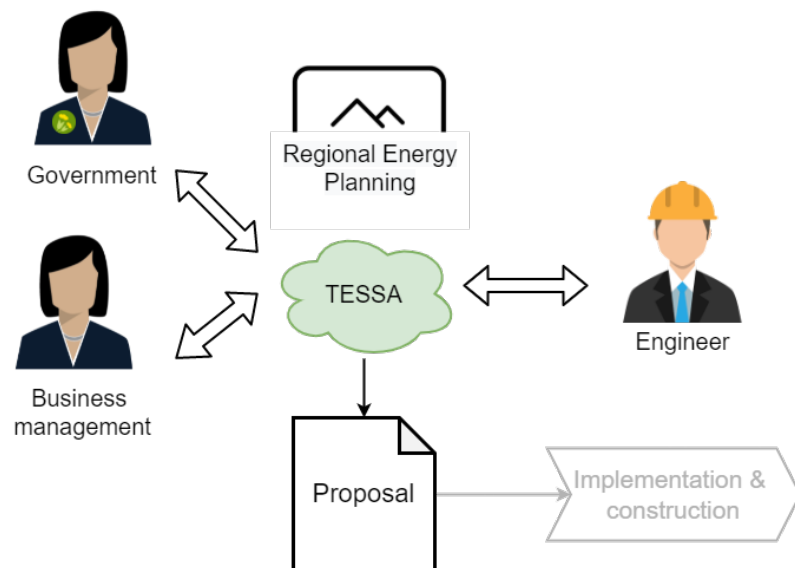 Government
Regional Energy
Planning
TESSA
Engineer
Business
management
Proposal
Implementation &
construction